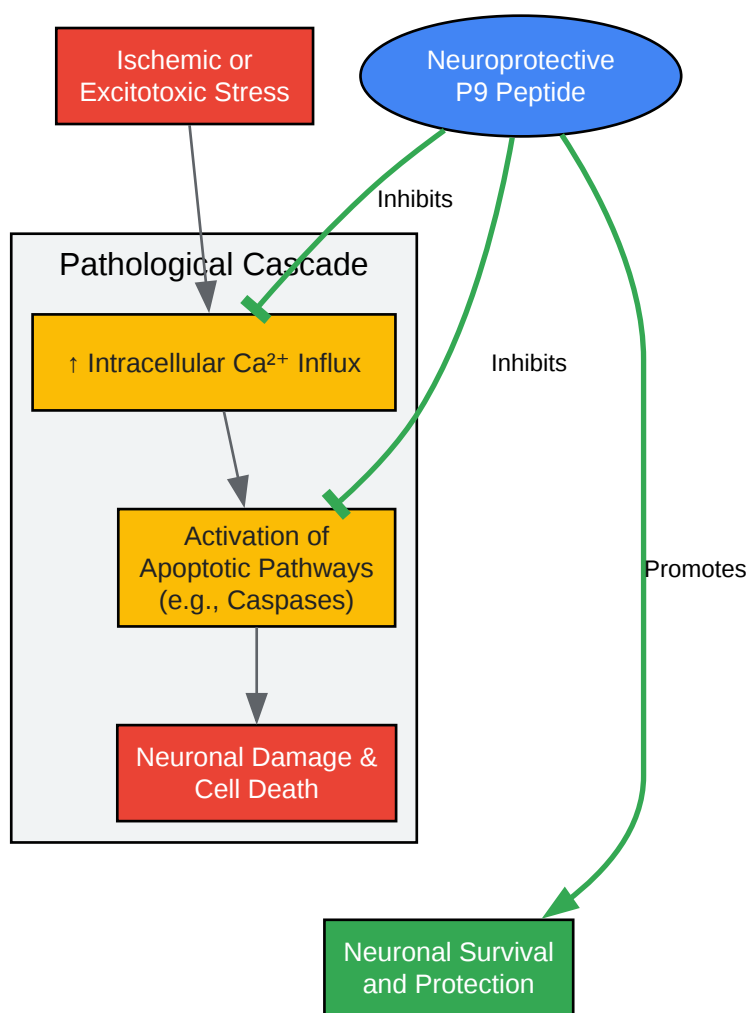 Ischemic or
Excitotoxic Stress
Neuroprotective
P9 Peptide
Inhibits
Pathological Cascade
↑ Intracellular Ca²⁺ Influx
Inhibits
Activation of
Apoptotic Pathways
(e.g., Caspases)
Promotes
Neuronal Damage &
Cell Death
Neuronal Survival
and Protection